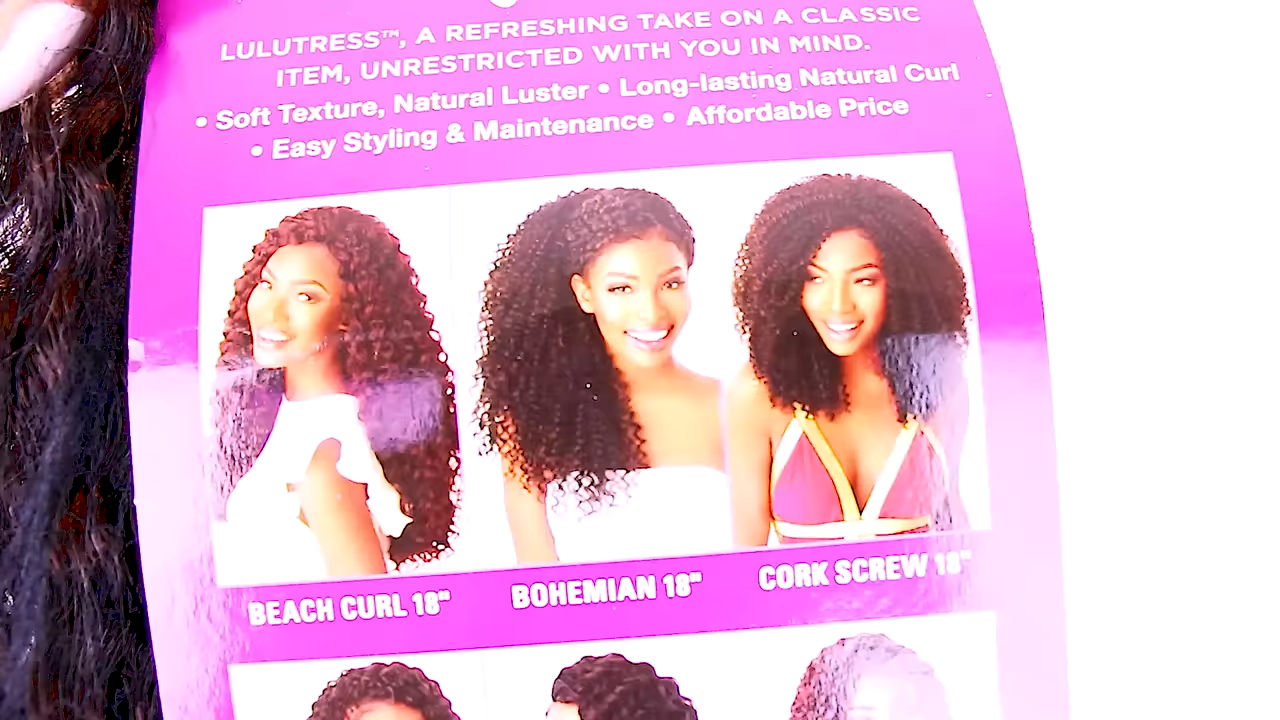 LULUTRESS™, A REFRESHING TAKE ON A CLASSIC
ITEM, UNRESTRICTED WITH YOU IN MIND.
• Soft Texture, Natural Luster • Long-lasting Natural Curl
• Easy Styling & Maintenance • Affordable Price
BEACH CURL 18" BOHEMIAN 18" CORK SCREW 18"